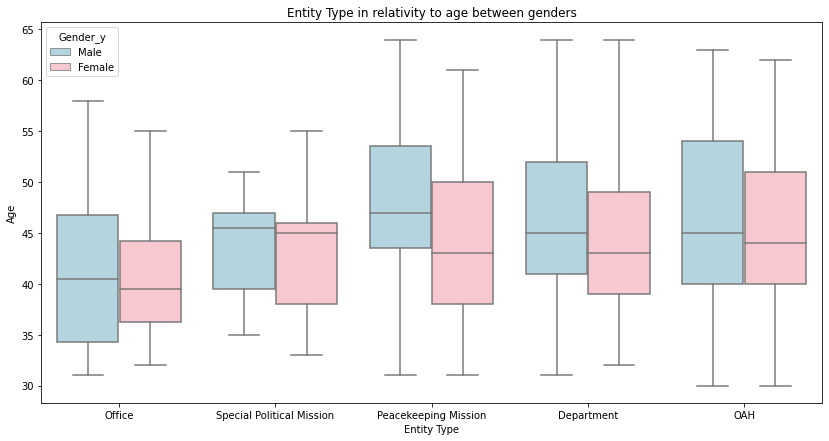 Entity Type in relativity to age between genders
Gender_y
Male
Female
65
60
55
50
45
40
35
30
Age
Office
Special Political Mission
Peacekeeping Mission
Department
OAH
Entity Type